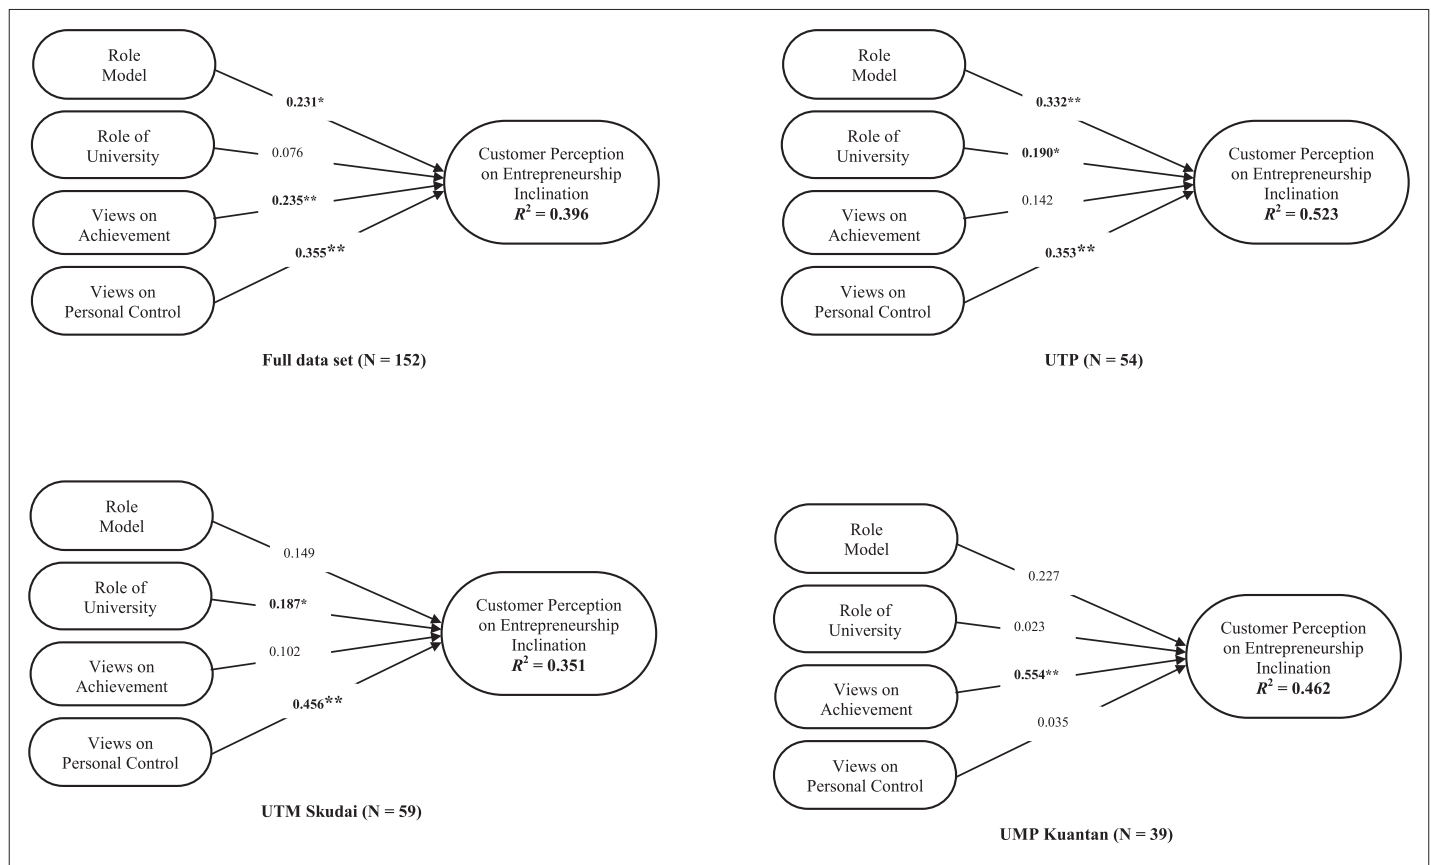 Role
Model
0.231*
Role of
University
0.076
Views on
Achievement
0.235**
Views on
Personal Control
0.355**
Customer Perception
on Entrepreneurship
Inclination
R² = 0.396
Full data set (N = 152)
Role
Model
0.332**
Role of
University
0.190*
Views on
Achievement
0.142
Views on
Personal Control
0.353**
Customer Perception
on Entrepreneurship
Inclination
R² = 0.523
UTP (N = 54)
Role
Model
0.149
Role of
University
0.187*
Views on
Achievement
0.102
Views on
Personal Control
0.456**
Customer Perception
on Entrepreneurship
Inclination
R² = 0.351
UTM Skudai (N = 59)
Role
Model
0.227
Role of
University
0.023
Views on
Achievement
0.554**
Views on
Personal Control
0.035
Customer Perception
on Entrepreneurship
Inclination
R² = 0.462
UMP Kuantan (N = 39)